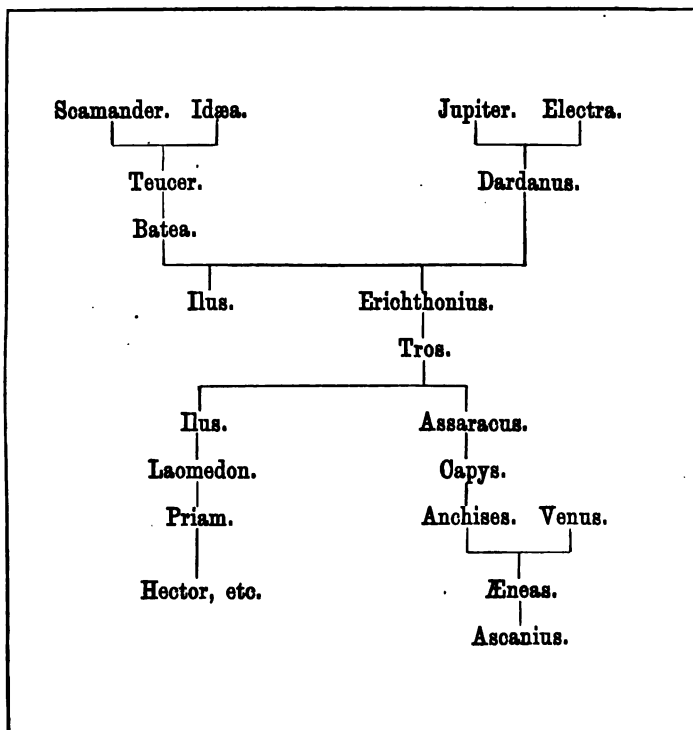 Scamander. Idæa. Jupiter. Electra.
Teucer. Dardanus.
Batea.
Ilus. Erichthonius.
Tros.
Ilus. Assaracus.
Laomedon. Capys.
Priam. Anchises. Venus.
Hector, etc. Æneas.
Ascanius.